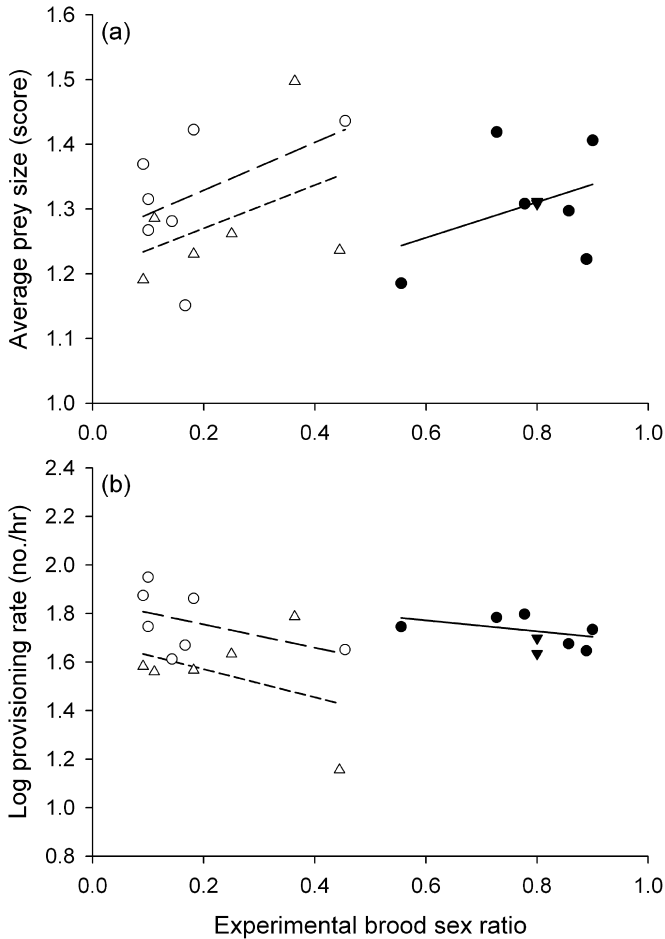 (a)
Average prey size (score)
1.6
1.5
1.4
1.3
1.2
1.1
1.0
0.0 0.2 0.4 0.6 0.8 1.0
(b)
Log provisioning rate (no./hr)
2.4
2.2
2.0
1.8
1.6
1.4
1.2
1.0
0.8
0.0 0.2 0.4 0.6 0.8 1.0
Experimental brood sex ratio